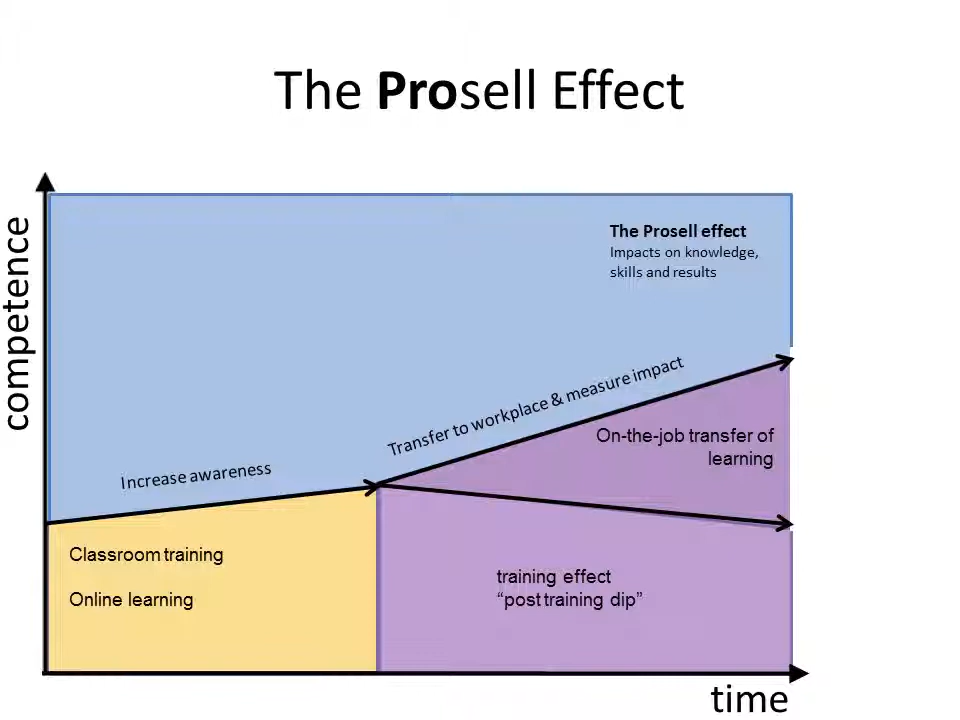 The Prosell Effect
competence
The Prosell effect
Impacts on knowledge,
skills and results
Transfer to workplace & measure impact
On-the-job transfer of
learning
Increase awareness
Classroom training
Online learning
training effect
“post training dip”
time